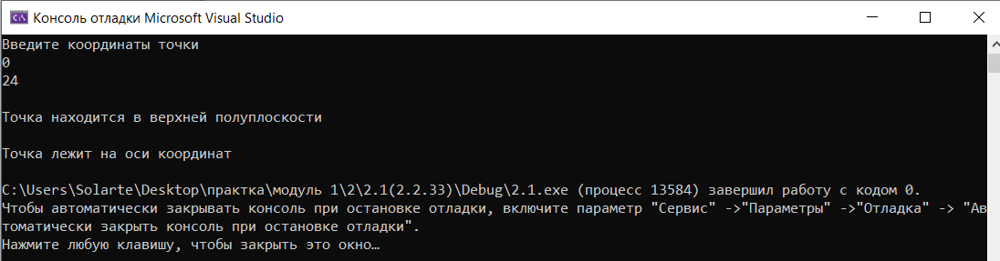 Консоль отладки Microsoft Visual Studio
Введите координаты точки
0
24
Точка находится в верхней полуплоскости
Точка лежит на оси координат
C:\Users\Solarte\Desktop\практка\модуль 1\2\2.1(2.2.33)\Debug\2.1.exe (процесс 13584) завершил работу с кодом 0.
Чтобы автоматически закрывать консоль при остановке отладки, включите параметр "Сервис" ->"Параметры" ->"Отладка" -> "Ав
томатически закрыть консоль при остановке отладки".
Нажмите любую клавишу, чтобы закрыть это окно…